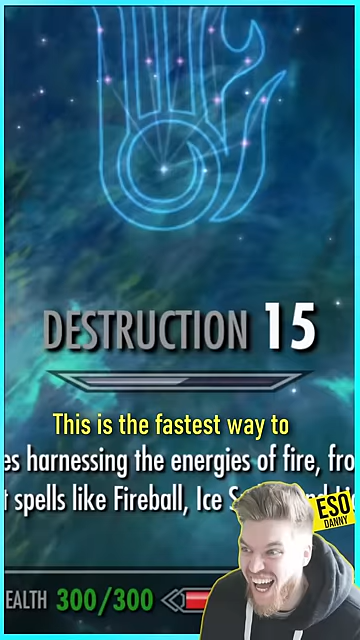 DESTRUCTION 15
This is the fastest way to
es harnessing the energies of fire, fro
t spells like Fireball, Ice S
ESO
DANNY
EALTH 300/300